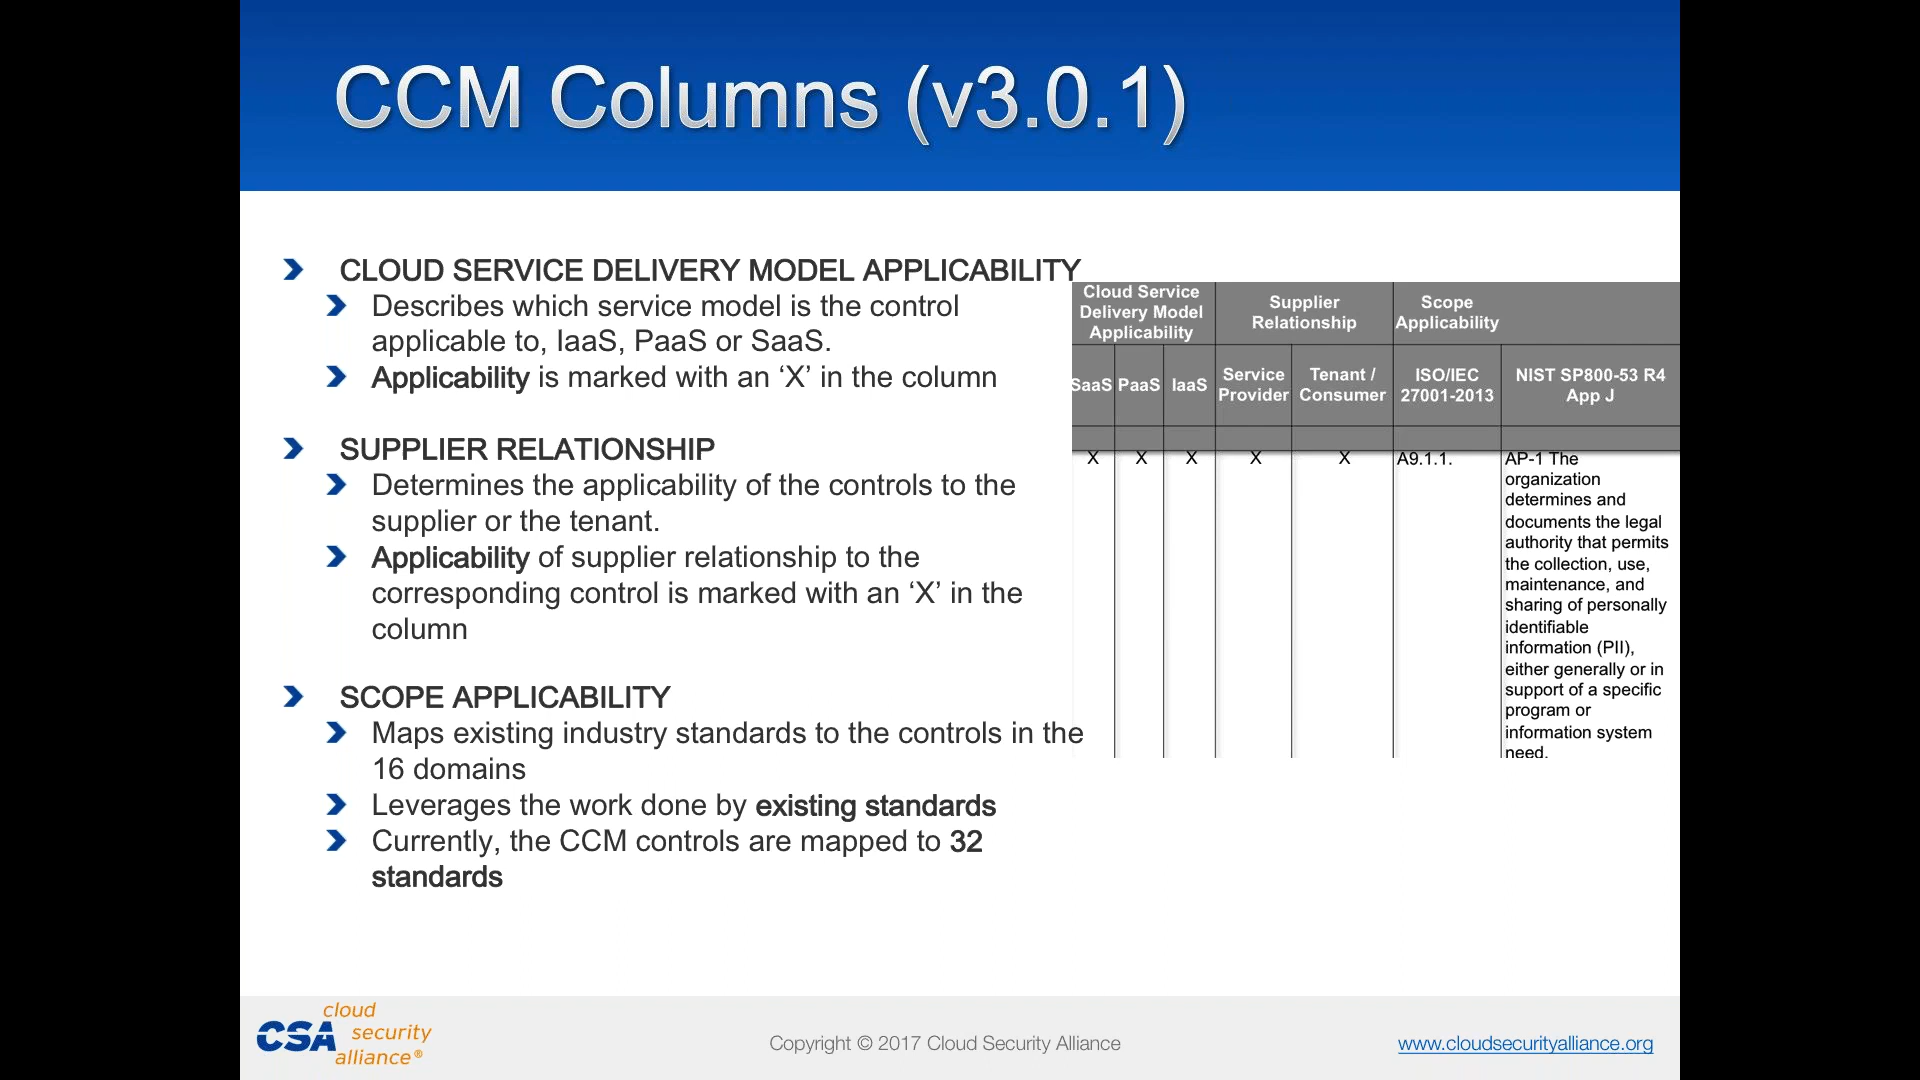 CCM Columns (v3.0.1)
CLOUD SERVICE DELIVERY MODEL APPLICABILITY
Describes which service model is the control
applicable to, IaaS, PaaS or SaaS.
Applicability is marked with an ‘X’ in the column
SUPPLIER RELATIONSHIP
Determines the applicability of the controls to the
supplier or the tenant.
Applicability of supplier relationship to the
corresponding control is marked with an ‘X’ in the
column
SCOPE APPLICABILITY
Maps existing industry standards to the controls in the
16 domains
Leverages the work done by existing standards
Currently, the CCM controls are mapped to 32
standards
Cloud Service
Delivery Model
Applicability
Supplier
Relationship
Scope
Applicability
SaaS PaaS IaaS
Service
Provider
Tenant /
Consumer
ISO/IEC
27001-2013
NIST SP800-53 R4
App J
X X X X X A9.1.1.
AP-1 The
organization
determines and
documents the legal
authority that permits
the collection, use,
maintenance, and
sharing of personally
identifiable
information (PII),
either generally or in
support of a specific
program or
information system
need.
cloud
CSA security
alliance®
Copyright © 2017 Cloud Security Alliance
www.cloudsecurityalliance.org